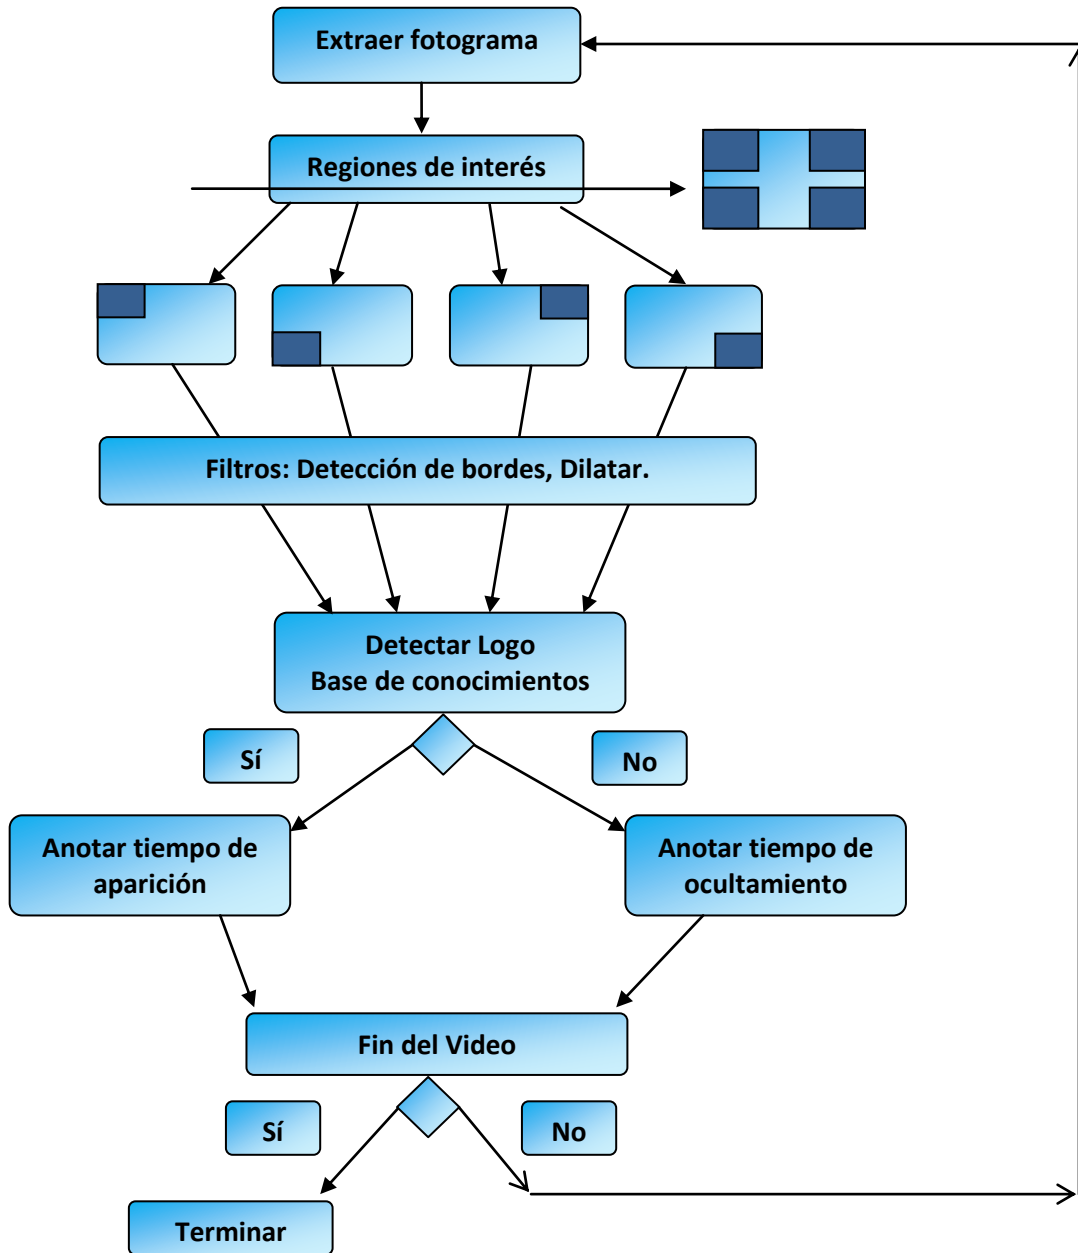 Extraer fotograma
Regiones de interés
Filtros: Detección de bordes, Dilatar.
Detectar Logo
Base de conocimientos
Sí
No
Anotar tiempo de
aparición
Anotar tiempo de
ocultamiento
Fin del Video
Sí
No
Terminar